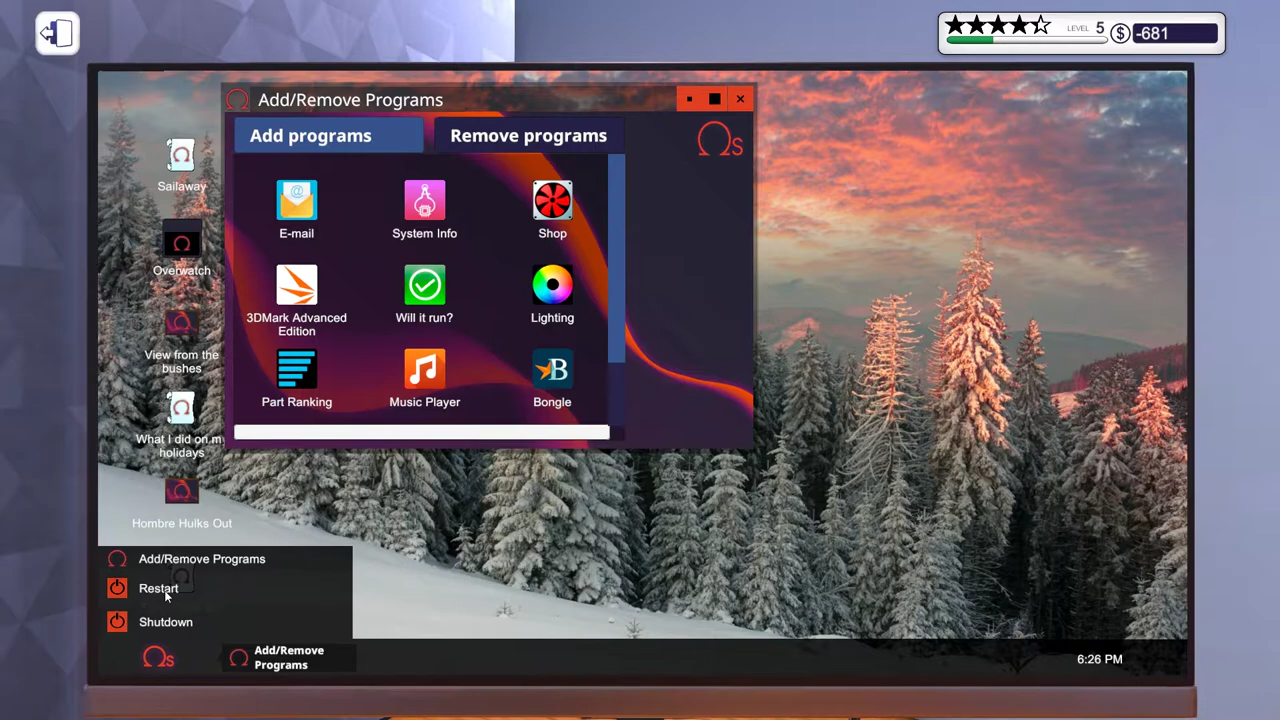 LEVEL 5
$ -681
Add/Remove Programs
Add programs
Remove programs
Ωs
Sailaway
Overwatch
View from the
bushes
What I did on m
holidays
Hombre Hulks Out
E-mail
System Info
Shop
3DMark Advanced
Edition
Will it run?
Lighting
Part Ranking
Music Player
B
Bongle
Add/Remove Programs
Restart
Shutdown
Ωs
Add/Remove
Programs
6:26 PM